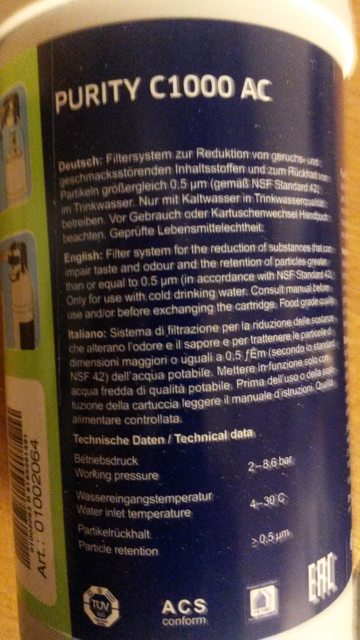 PURITY C1000 AC
Deutsch: Filtersystem zur Reduktion von geruchs- und
geschmacksstörenden Inhaltsstoffen und zum Rückhalt von
Partikeln größergleich 0,5 µm (gemäß NSF Standard 42)
im Trinkwasser. Nur mit Kaltwasser in Trinkwasserqualität
betreiben. Vor Gebrauch oder Kartuschenwechsel Handbuch
beachten. Geprüfte Lebensmittelechtheit.
English: Filter system for the reduction of substances that can
impair taste and odour and the retention of particles greater
than or equal to 0.5 µm (in accordance with NSF Standard 42).
Only for use with cold drinking water. Consult manual before
use and/or before exchanging the cartridge. Food grade quality
Italiano: Sistema di filtrazione per la riduzione delle sostanze
che alterano l'odore e il sapore e per trattenere le particelle di
dimensioni maggiori o uguali a 0,5 ƒÊm (secondo lo standard
NSF 42) dell'acqua potabile. Mettere in funzione solo con
acqua fredda di qualità potabile. Prima dell'uso o della sosti-
tuzione della cartuccia leggere il manuale d'istruzioni. Qualità
alimentare controllata.
Technische Daten / Technical data
Betriebsdruck
Working pressure
2–8,6 bar
Wassereingangstemperatur
Water inlet temperature
4–30°C
Partikelrückhalt
Particle retention
≥0,5 µm
Art.: 01002064
TÜV
ACS
conform
EAC